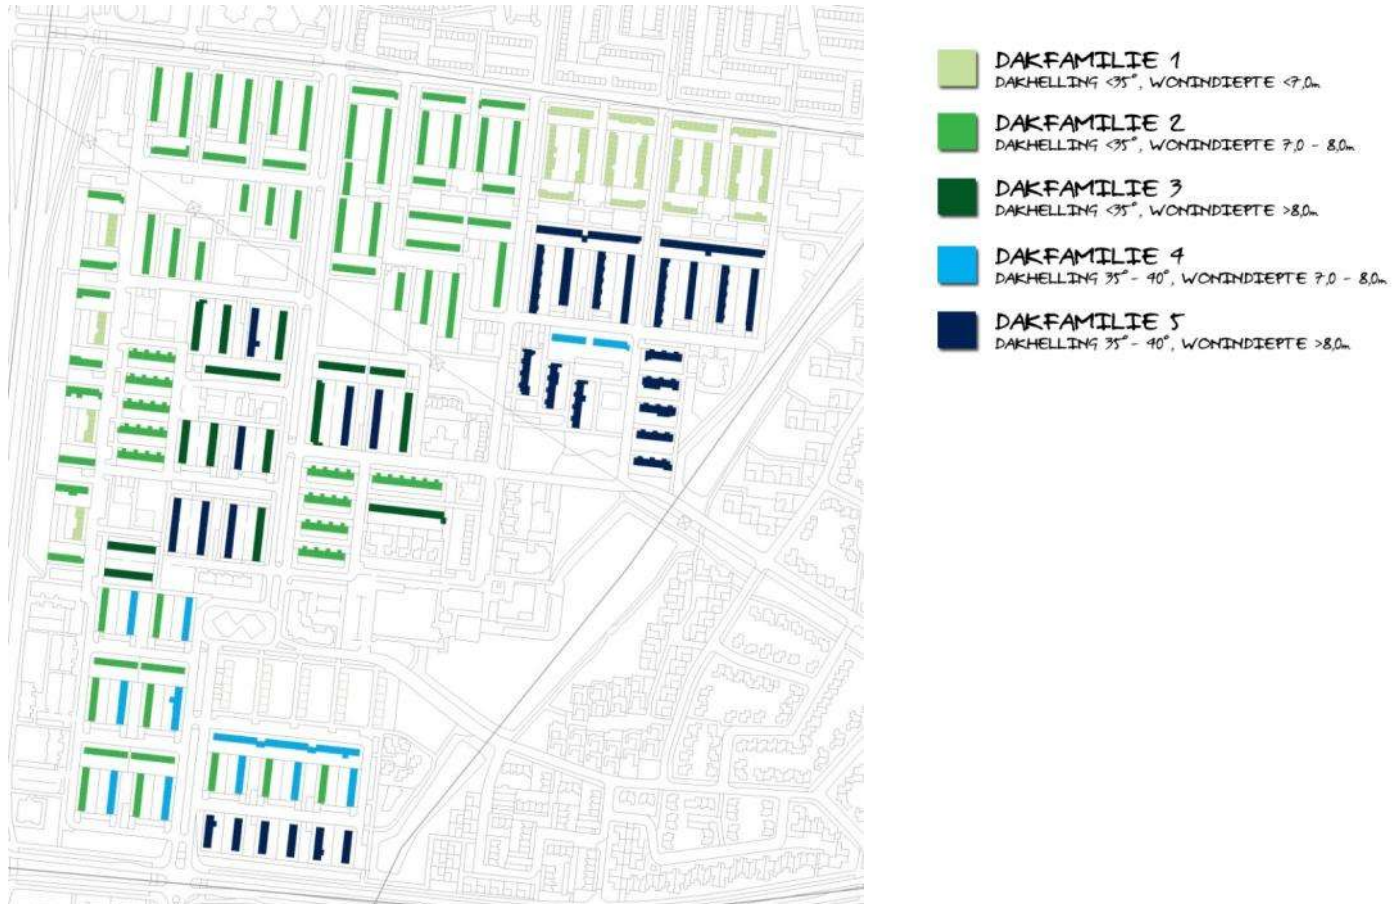 DAKFAMILIE 1
DAKHELLING <35°, WONINDIEPTE <7,0m
DAKFAMILIE 2
DAKHELLING <35°, WONINDIEPTE 7,0 - 8,0m
DAKFAMILIE 3
DAKHELLING <35°, WONINDIEPTE >8,0m
DAKFAMILIE 4
DAKHELLING 35° - 40°, WONINDIEPTE 7,0 - 8,0m
DAKFAMILIE 5
DAKHELLING 35° - 40°, WONINDIEPTE >8,0m